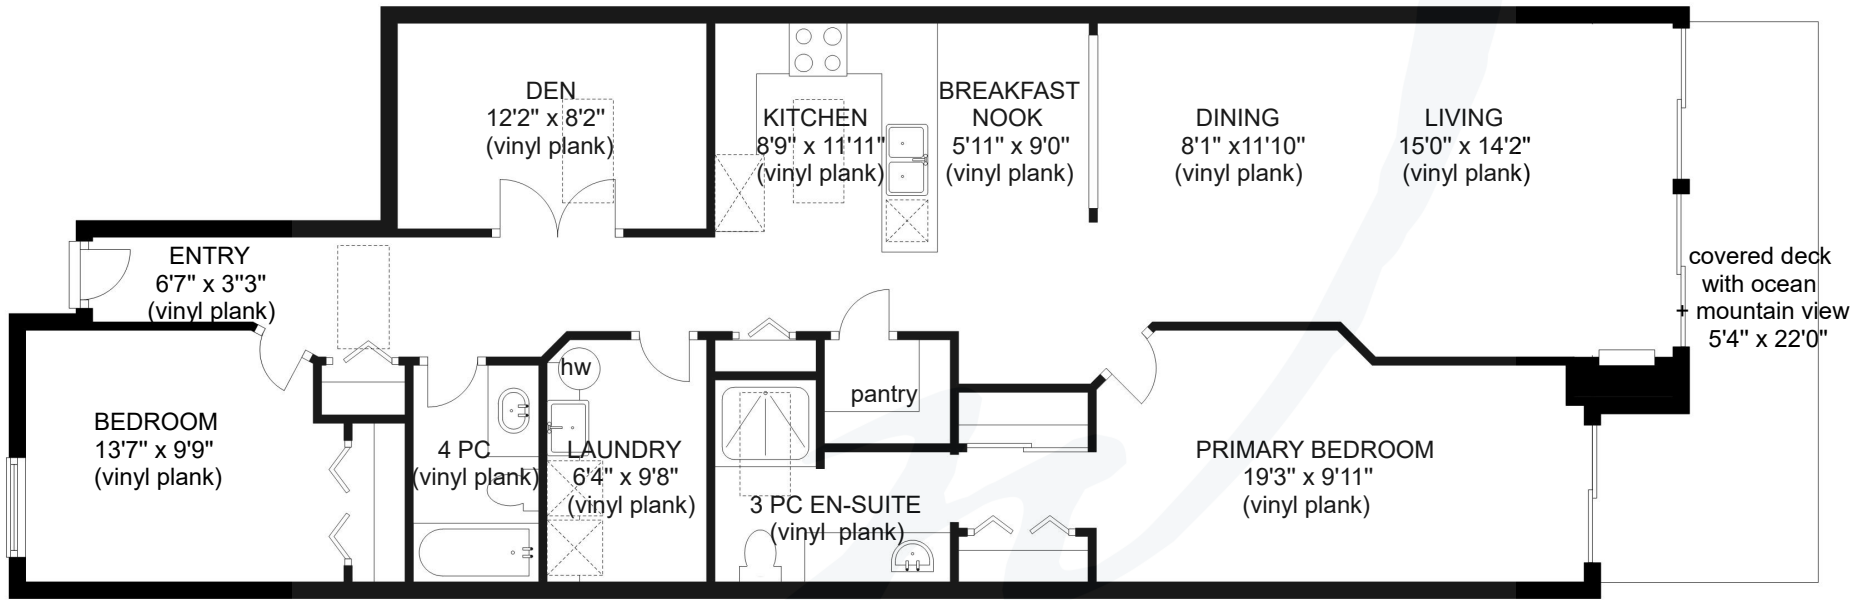 DEN
12'2" x 8'2"
(vinyl plank)
KITCHEN
8'9" x 11'11"
(vinyl plank)
BREAKFAST
NOOK
5'11" x 9'0"
(vinyl plank)
DINING
8'1" x11'10"
(vinyl plank)
LIVING
15'0" x 14'2"
(vinyl plank)
ENTRY
6'7" x 3"3"
(vinyl plank)
covered deck
with ocean
+ mountain view
5'4" x 22'0"
hw
pantry
BEDROOM
13'7" x 9'9"
(vinyl plank)
4 PC
(vinyl plank)
LAUNDRY
6'4" x 9'8"
(vinyl plank)
3 PC EN-SUITE
(vinyl plank)
PRIMARY BEDROOM
19'3" x 9'11"
(vinyl plank)